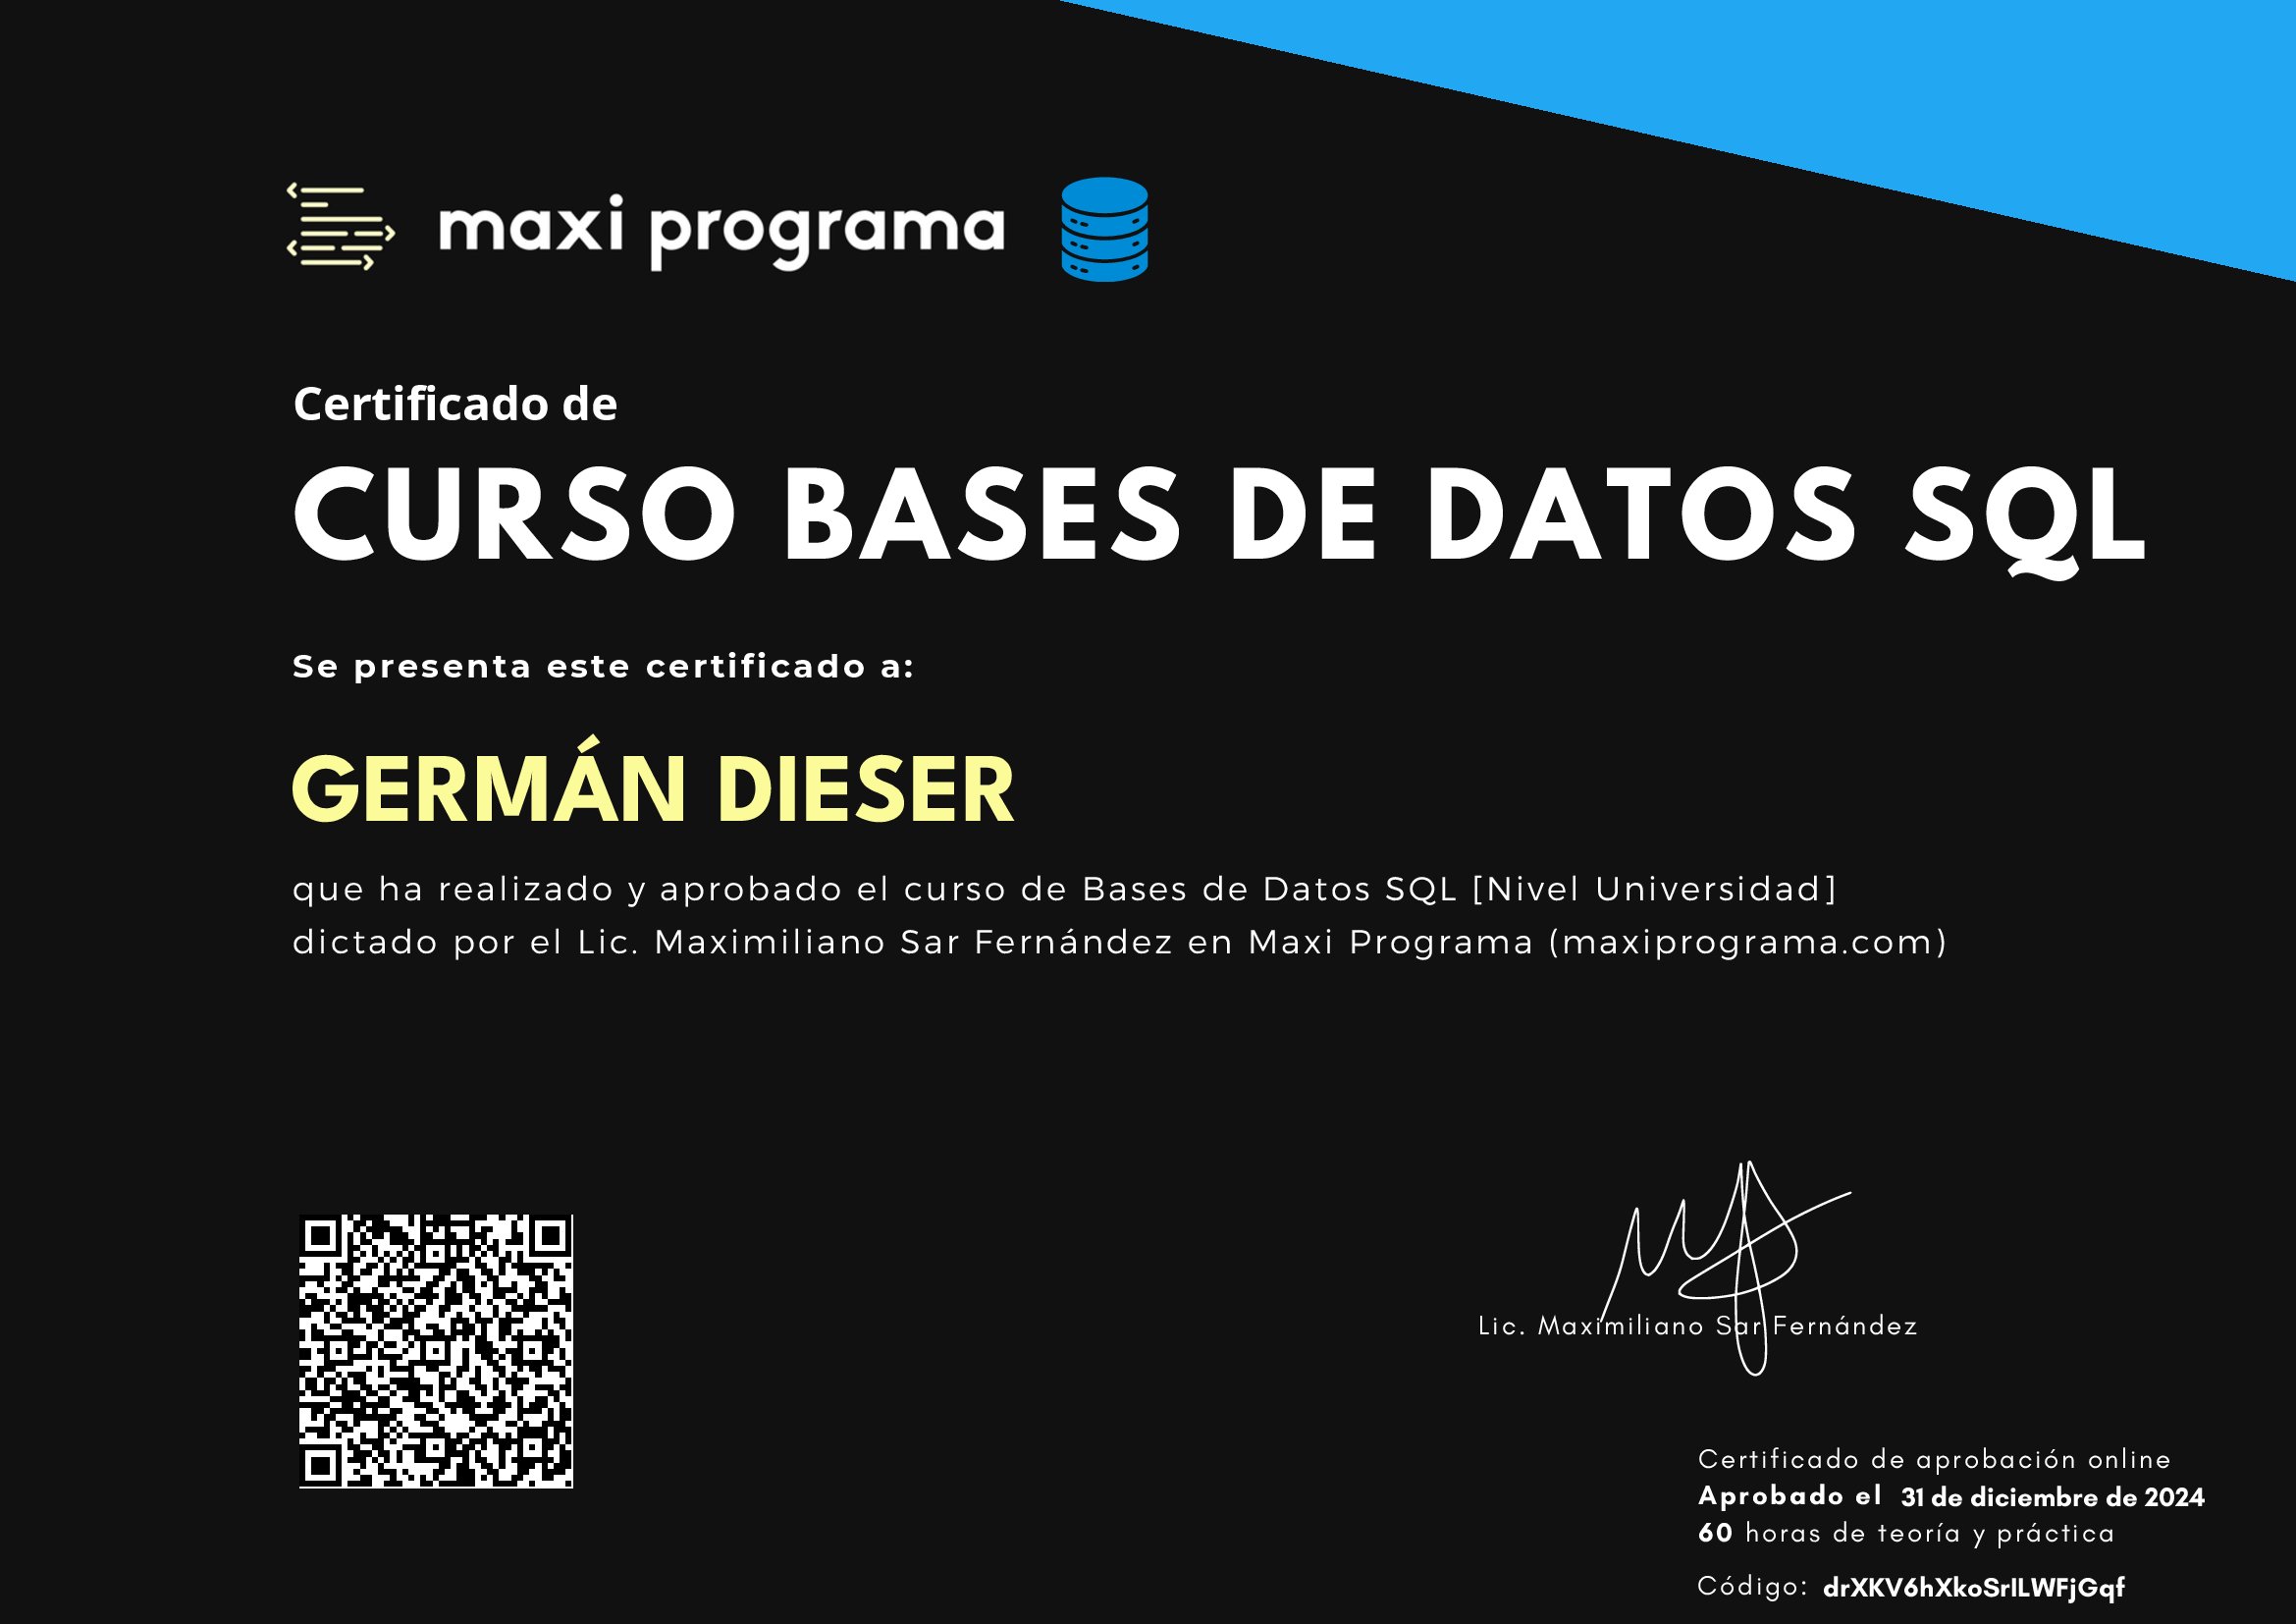 maxi programa
Certificado de
CURSO BASES DE DATOS SQL
Se presenta este certificado a:
GERMÁN DIESER
que ha realizado y aprobado el curso de Bases de Datos SQL [Nivel Universidad]
dictado por el Lic. Maximiliano Sar Fernández en Maxi Programa (maxiprograma.com)
Lic. Maximiliano Sar Fernández
Certificado de aprobación online
Aprobado el 31 de diciembre de 2024
60 horas de teoría y práctica
Código: drXKV6hXkoSrILWFjGqf